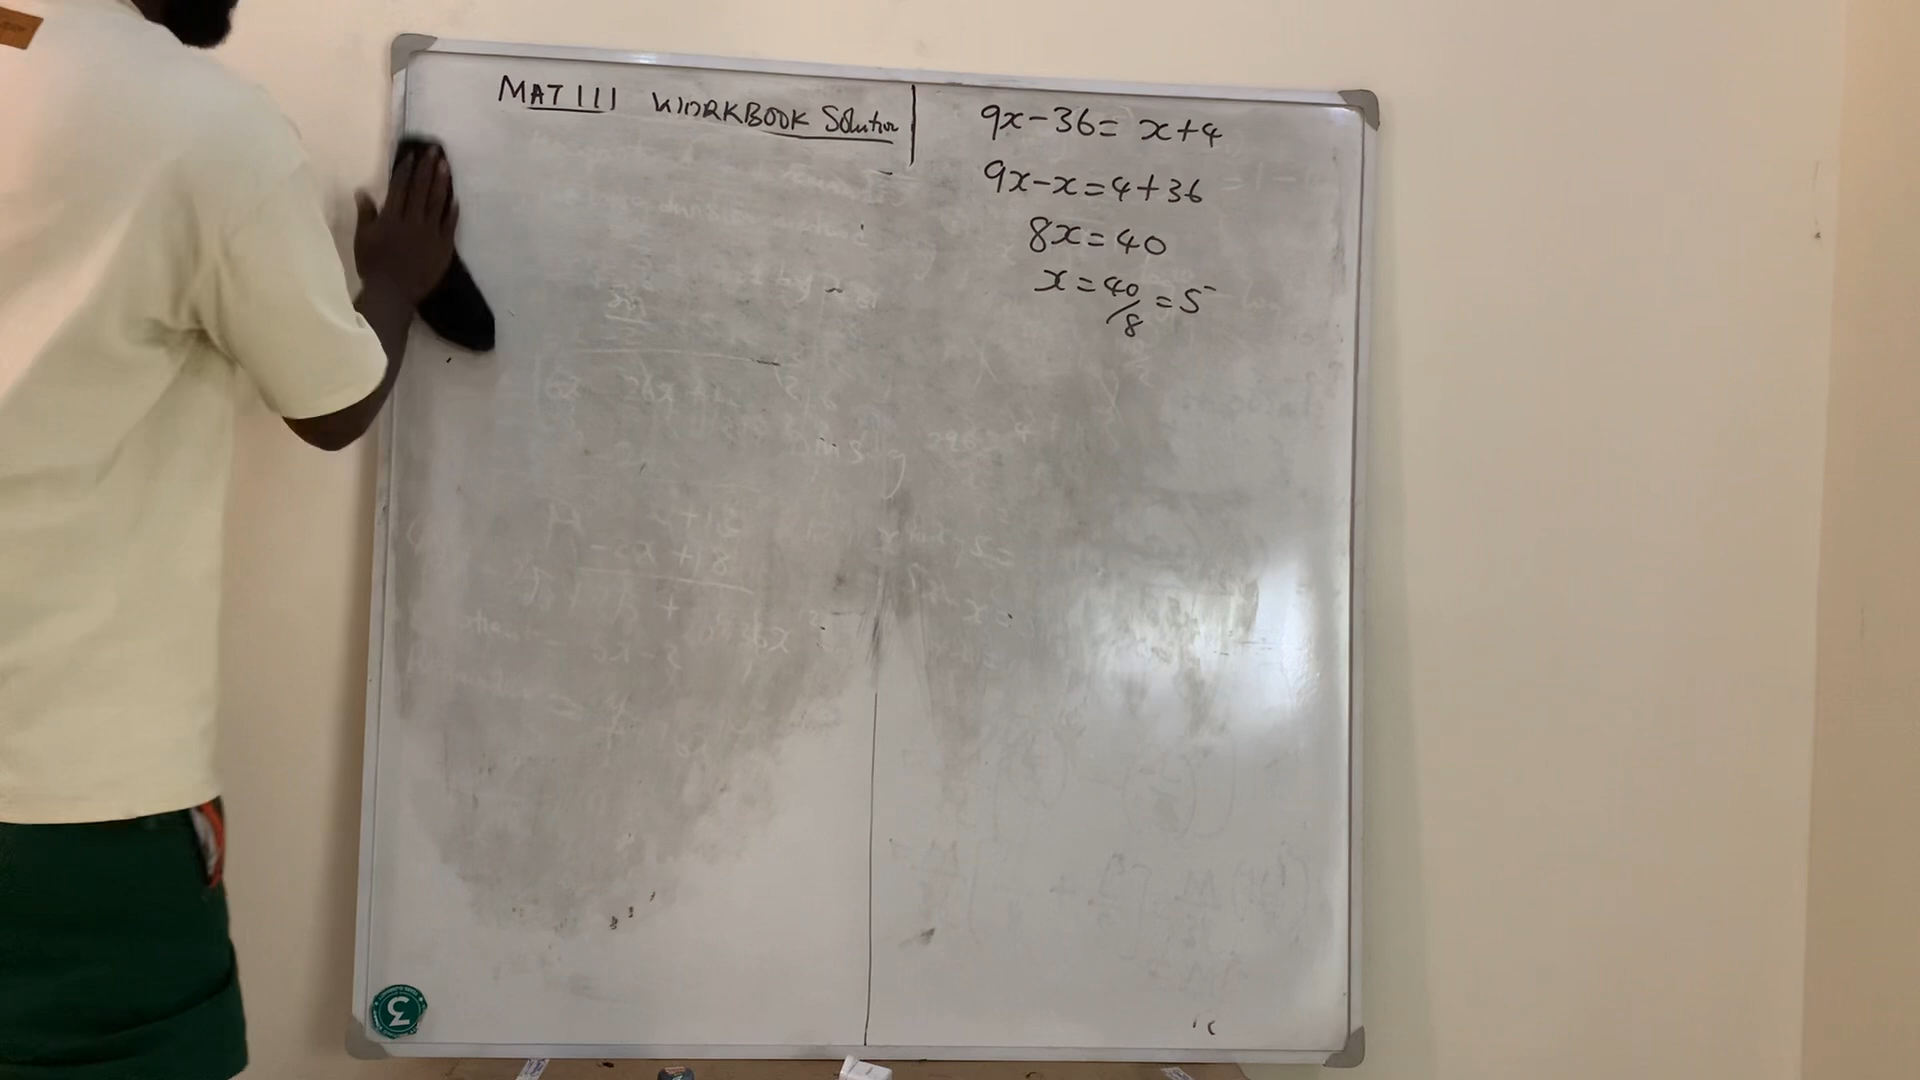 MAT 111 WORKBOOK Solution
9x-36= x+4
9x-x=4+36
8x=40
x=40/8=5